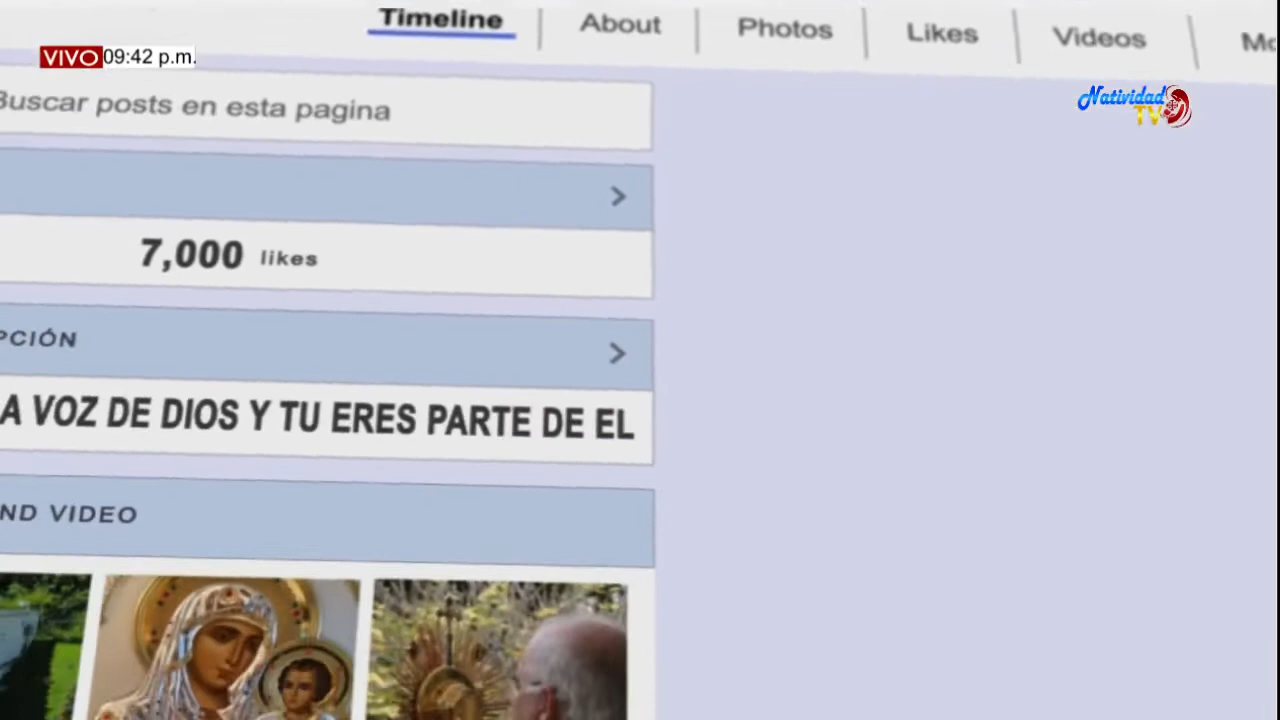 Timeline
About
Photos
Likes
Videos
VIVO 09:42 p.m.
Buscar posts en esta pagina
Natividad
TV
7,000 likes
PCIÓN
A VOZ DE DIOS Y TU ERES PARTE DE EL
ND VIDEO